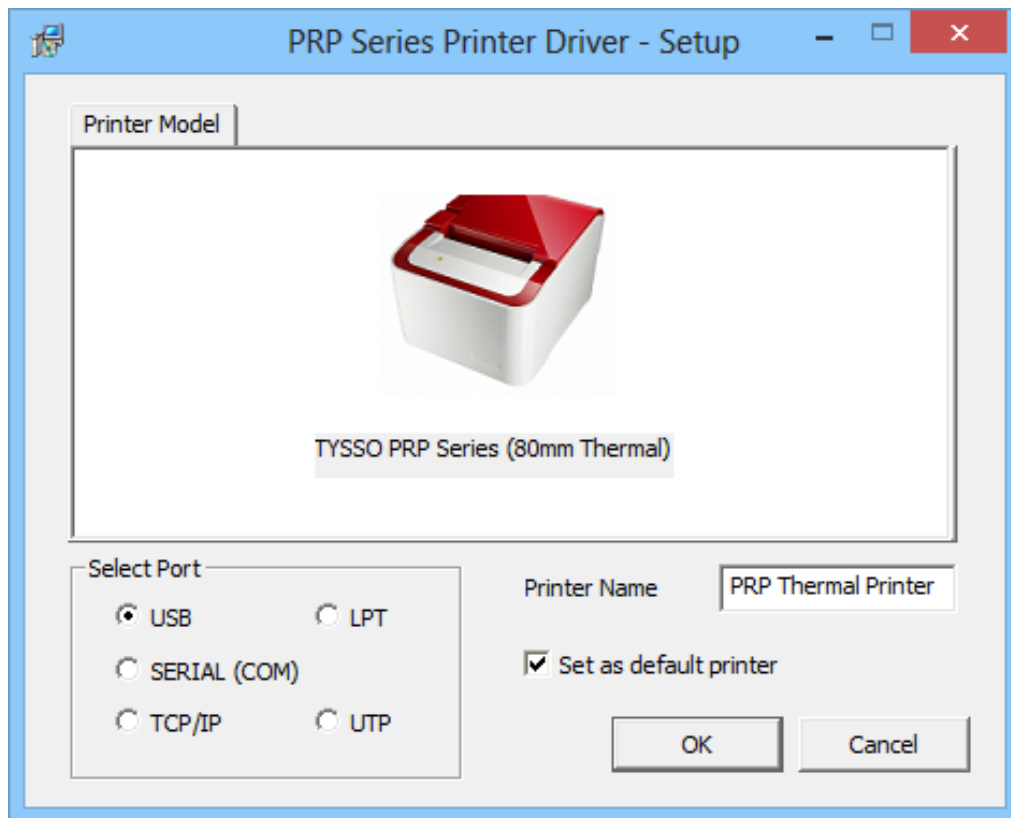 PRP Series Printer Driver - Setup
Printer Model
TYSSO PRP Series (80mm Thermal)
Select Port
USB
LPT
SERIAL (COM)
TCP/IP
UTP
Printer Name
PRP Thermal Printer
Set as default printer
OK
Cancel